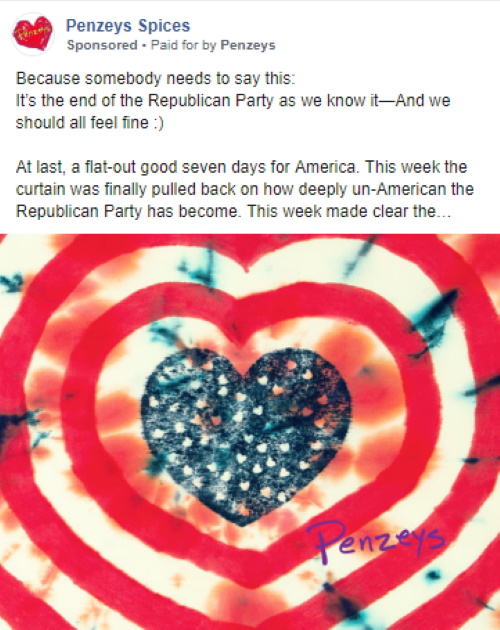 Penzeys
Penzeys Spices
Sponsored • Paid for by Penzeys
Because somebody needs to say this:
It's the end of the Republican Party as we know it—And we
should all feel fine :)
At last, a flat-out good seven days for America. This week the
curtain was finally pulled back on how deeply un-American the
Republican Party has become. This week made clear the...
Penzeys